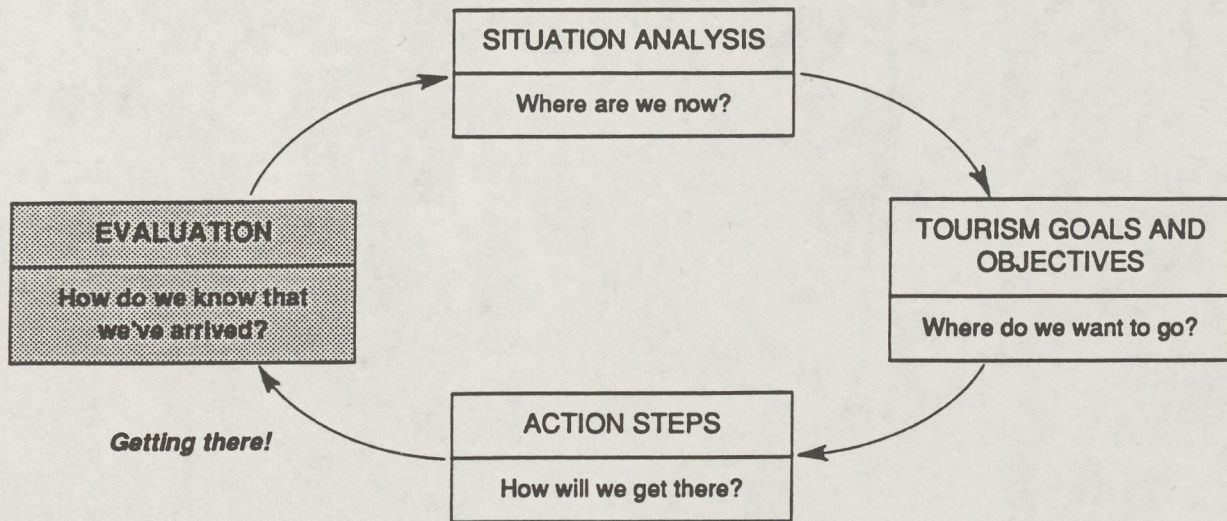 SITUATION ANALYSIS
Where are we now?
EVALUATION
How do we know that
we've arrived?
TOURISM GOALS AND
OBJECTIVES
Where do we want to go?
Getting there!
ACTION STEPS
How will we get there?